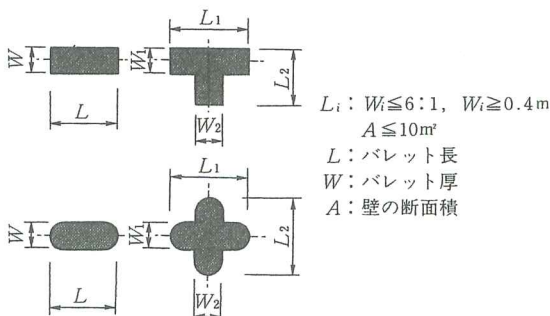 L₁
W
W₁
L₂
L
W₂
L₁
W
W₁
L₂
L
W₂
Lᵢ：Wᵢ≦6：1，Wᵢ≧0.4m
A≦10㎡
L：バレット長
W：バレット厚
A：壁の断面積